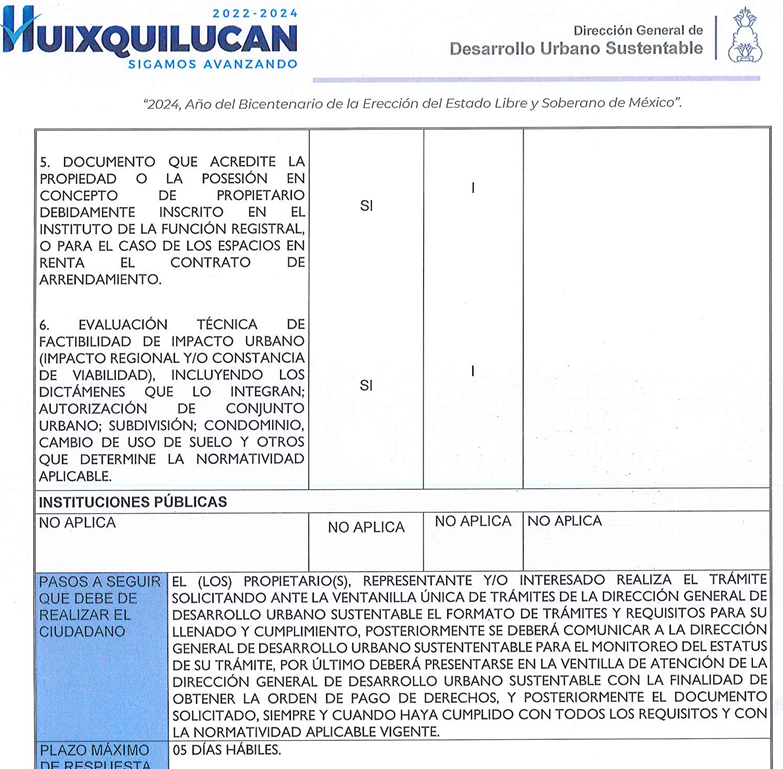 2022-2024
HUIXQUILUCAN
SIGAMOS AVANZANDO
Dirección General de
Desarrollo Urbano Sustentable
"2024, Año del Bicentenario de la Erección del Estado Libre y Soberano de México".
5. DOCUMENTO QUE ACREDITE LA
PROPIEDAD O LA POSESIÓN EN
CONCEPTO DE PROPIETARIO
DEBIDAMENTE INSCRITO EN EL
INSTITUTO DE LA FUNCIÓN REGISTRAL,
O PARA EL CASO DE LOS ESPACIOS EN
RENTA EL CONTRATO DE
ARRENDAMIENTO.
SI
I
6. EVALUACIÓN TÉCNICA DE
FACTIBILIDAD DE IMPACTO URBANO
(IMPACTO REGIONAL Y/O CONSTANCIA
DE VIABILIDAD), INCLUYENDO LOS
DICTÁMENES QUE LO INTEGRAN;
AUTORIZACIÓN DE CONJUNTO
URBANO; SUBDIVISIÓN; CONDOMINIO,
CAMBIO DE USO DE SUELO Y OTROS
QUE DETERMINE LA NORMATIVIDAD
APLICABLE.
SI
I
INSTITUCIONES PÚBLICAS
NO APLICA
NO APLICA
NO APLICA
NO APLICA
PASOS A SEGUIR
QUE DEBE DE
REALIZAR EL
CIUDADANO
EL (LOS) PROPIETARIO(S), REPRESENTANTE Y/O INTERESADO REALIZA EL TRÁMITE
SOLICITANDO ANTE LA VENTANILLA ÚNICA DE TRÁMITES DE LA DIRECCIÓN GENERAL DE
DESARROLLO URBANO SUSTENTABLE EL FORMATO DE TRÁMITES Y REQUISITOS PARA SU
LLENADO Y CUMPLIMIENTO, POSTERIORMENTE SE DEBERÁ COMUNICAR A LA DIRECCIÓN
GENERAL DE DESARROLLO URBANO SUSTENTENTABLE PARA EL MONITOREO DEL ESTATUS
DE SU TRÁMITE, POR ÚLTIMO DEBERÁ PRESENTARSE EN LA VENTILLA DE ATENCIÓN DE LA
DIRECCIÓN GENERAL DE DESARROLLO URBANO SUSTENTABLE CON LA FINALIDAD DE
OBTENER LA ORDEN DE PAGO DE DERECHOS, Y POSTERIORMENTE EL DOCUMENTO
SOLICITADO, SIEMPRE Y CUANDO HAYA CUMPLIDO CON TODOS LOS REQUISITOS Y CON
LA NORMATIVIDAD APLICABLE VIGENTE.
PLAZO MÁXIMO
DE RESPUESTA
05 DÍAS HÁBILES.